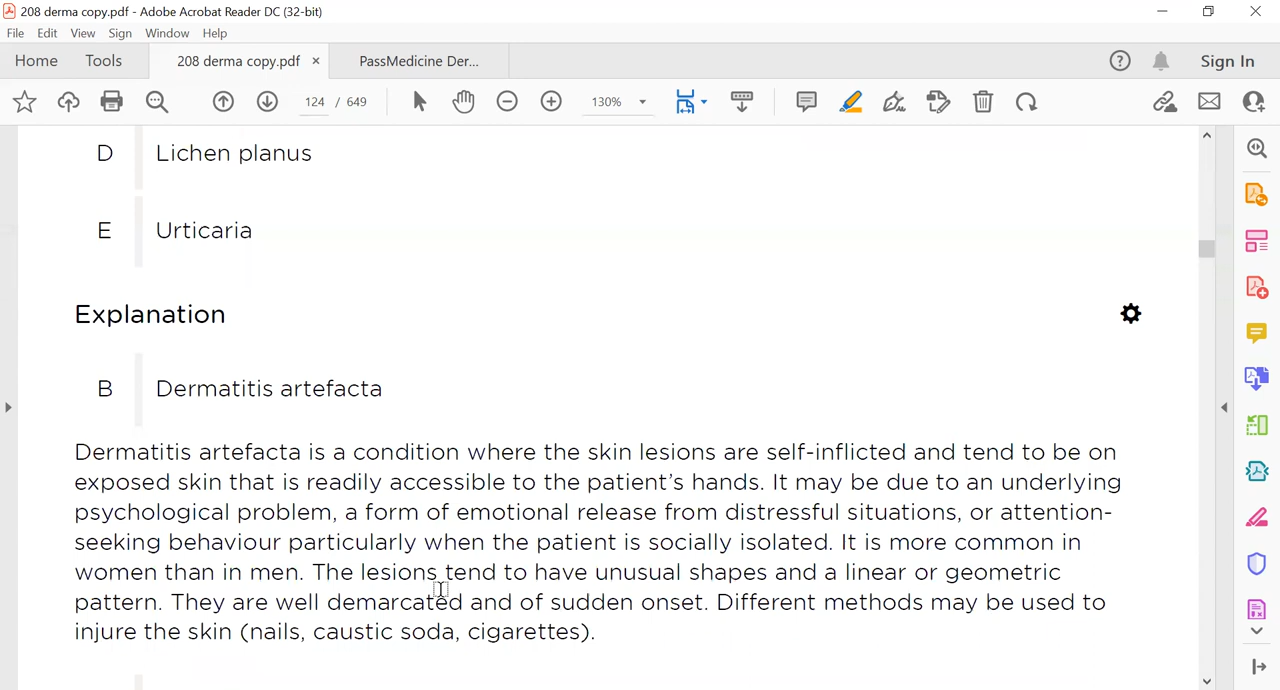 208 derma copy.pdf - Adobe Acrobat Reader DC (32-bit)
File Edit View Sign Window Help
Home Tools 208 derma copy.pdf × PassMedicine Der... Sign In
124 / 649 130%
D Lichen planus
E Urticaria
Explanation
B Dermatitis artefacta
Dermatitis artefacta is a condition where the skin lesions are self-inflicted and tend to be on
exposed skin that is readily accessible to the patient's hands. It may be due to an underlying
psychological problem, a form of emotional release from distressful situations, or attention-
seeking behaviour particularly when the patient is socially isolated. It is more common in
women than in men. The lesions tend to have unusual shapes and a linear or geometric
pattern. They are well demarcated and of sudden onset. Different methods may be used to
injure the skin (nails, caustic soda, cigarettes).